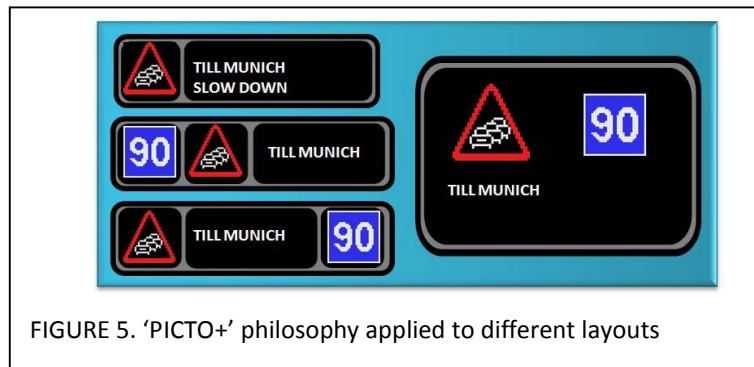 TILL MUNICH
SLOW DOWN
90
TILL MUNICH
TILL MUNICH
90
90
TILL MUNICH
FIGURE 5. ‘PICTO+’ philosophy applied to different layouts